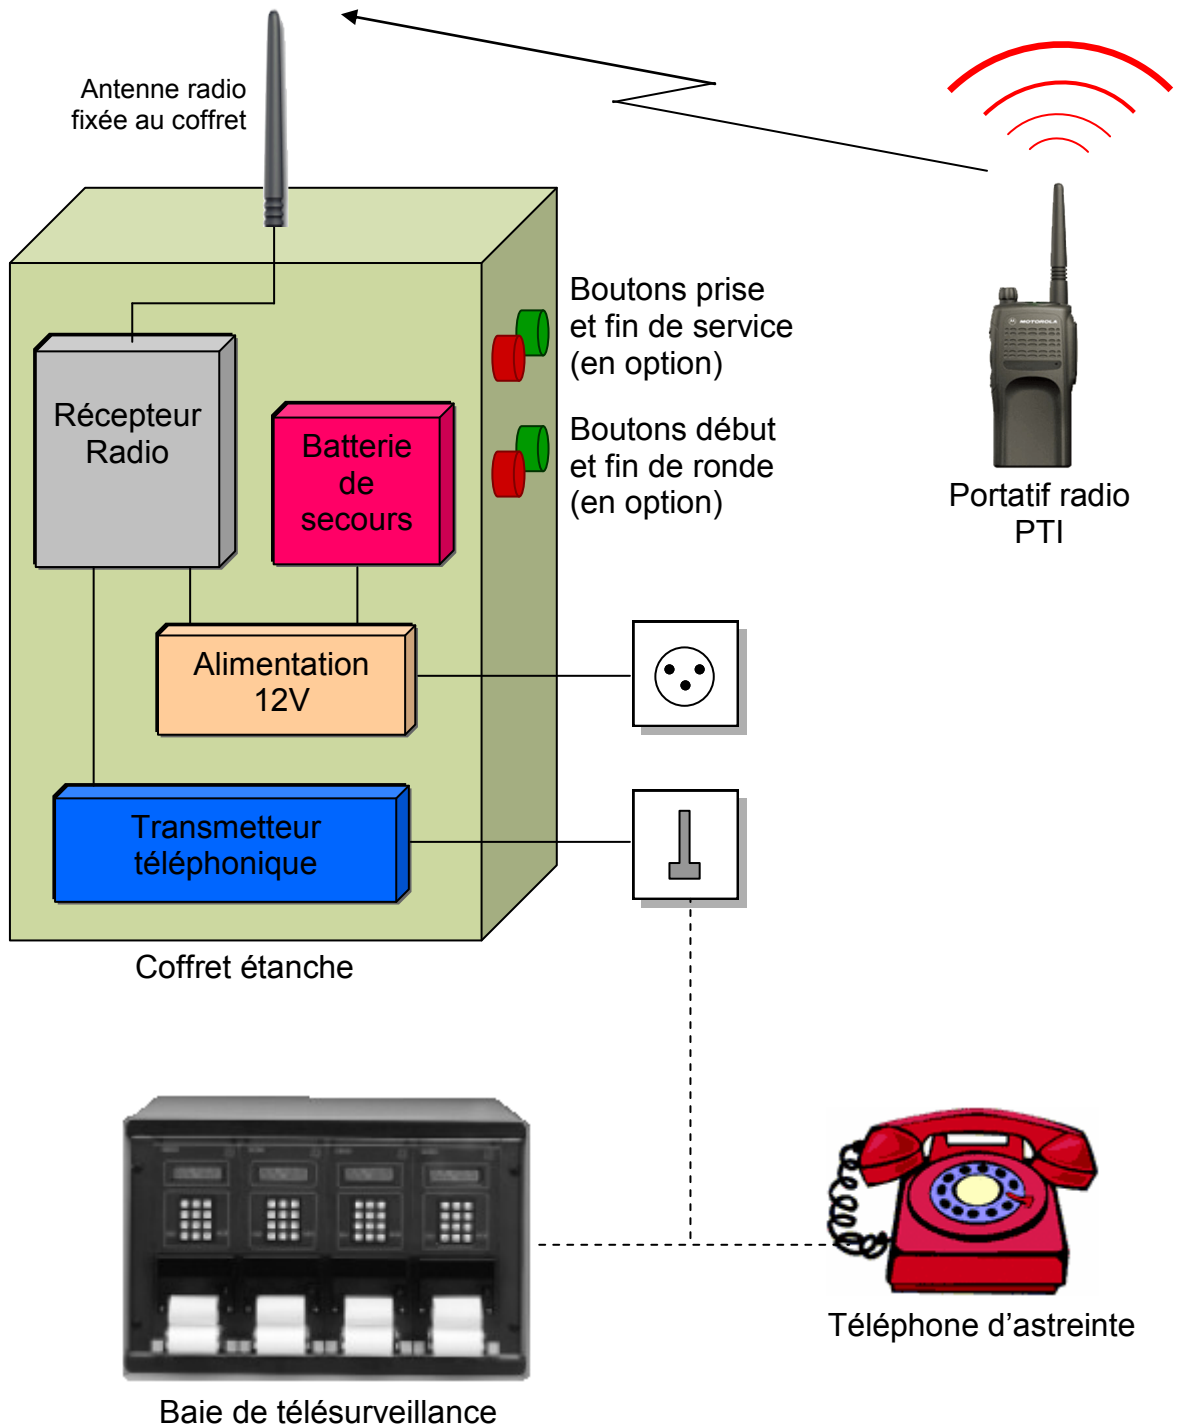 Antenne radio
fixée au coffret
Boutons prise
et fin de service
(en option)
MOTOROLA
Récepteur
Radio
Batterie
de
secours
Boutons début
et fin de ronde
(en option)
Portatif radio
PTI
Alimentation
12V
Transmetteur
téléphonique
Coffret étanche
Téléphone d’astreinte
Baie de télésurveillance